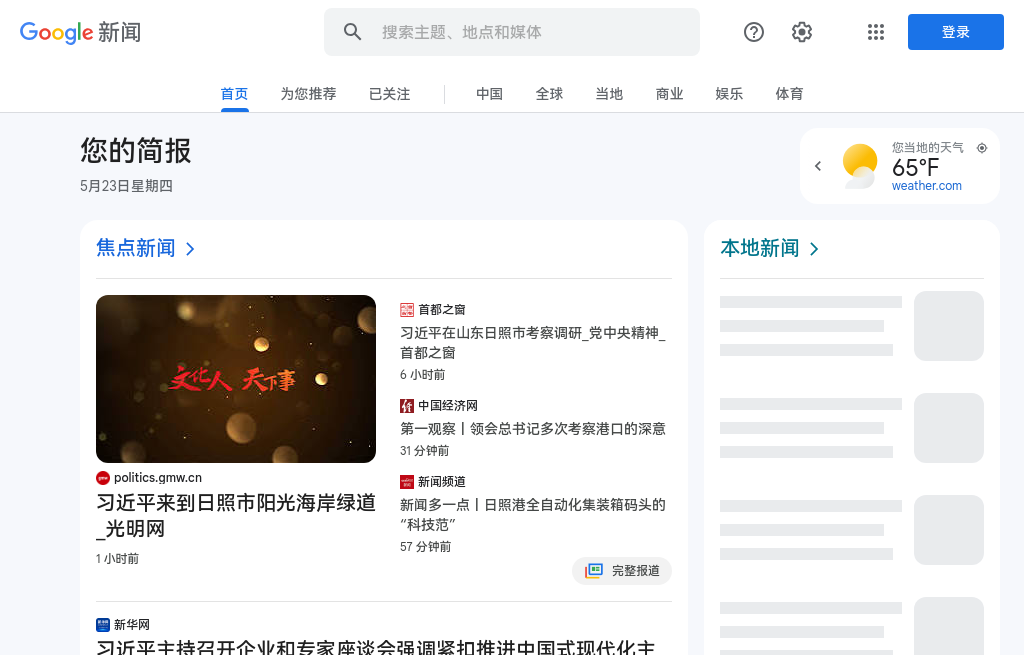 Google 新闻
搜索主题、地点和媒体
登录
首页
为您推荐
已关注
中国
全球
当地
商业
娱乐
体育
您的简报
5月23日星期四
您当地的天气
65°F
weather.com
焦点新闻
本地新闻
文化人 天下事
politics.gmw.cn
习近平来到日照市阳光海岸绿道
_光明网
1 小时前
首都之窗
习近平在山东日照市考察调研_党中央精神_
首都之窗
6 小时前
中国经济网
第一观察丨领会总书记多次考察港口的深意
31 分钟前
新闻频道
新闻多一点丨日照港全自动化集装箱码头的
“科技范”
57 分钟前
完整报道
新华网
习近平主持召开企业和专家座谈会强调紧扣推进中国式现代化主